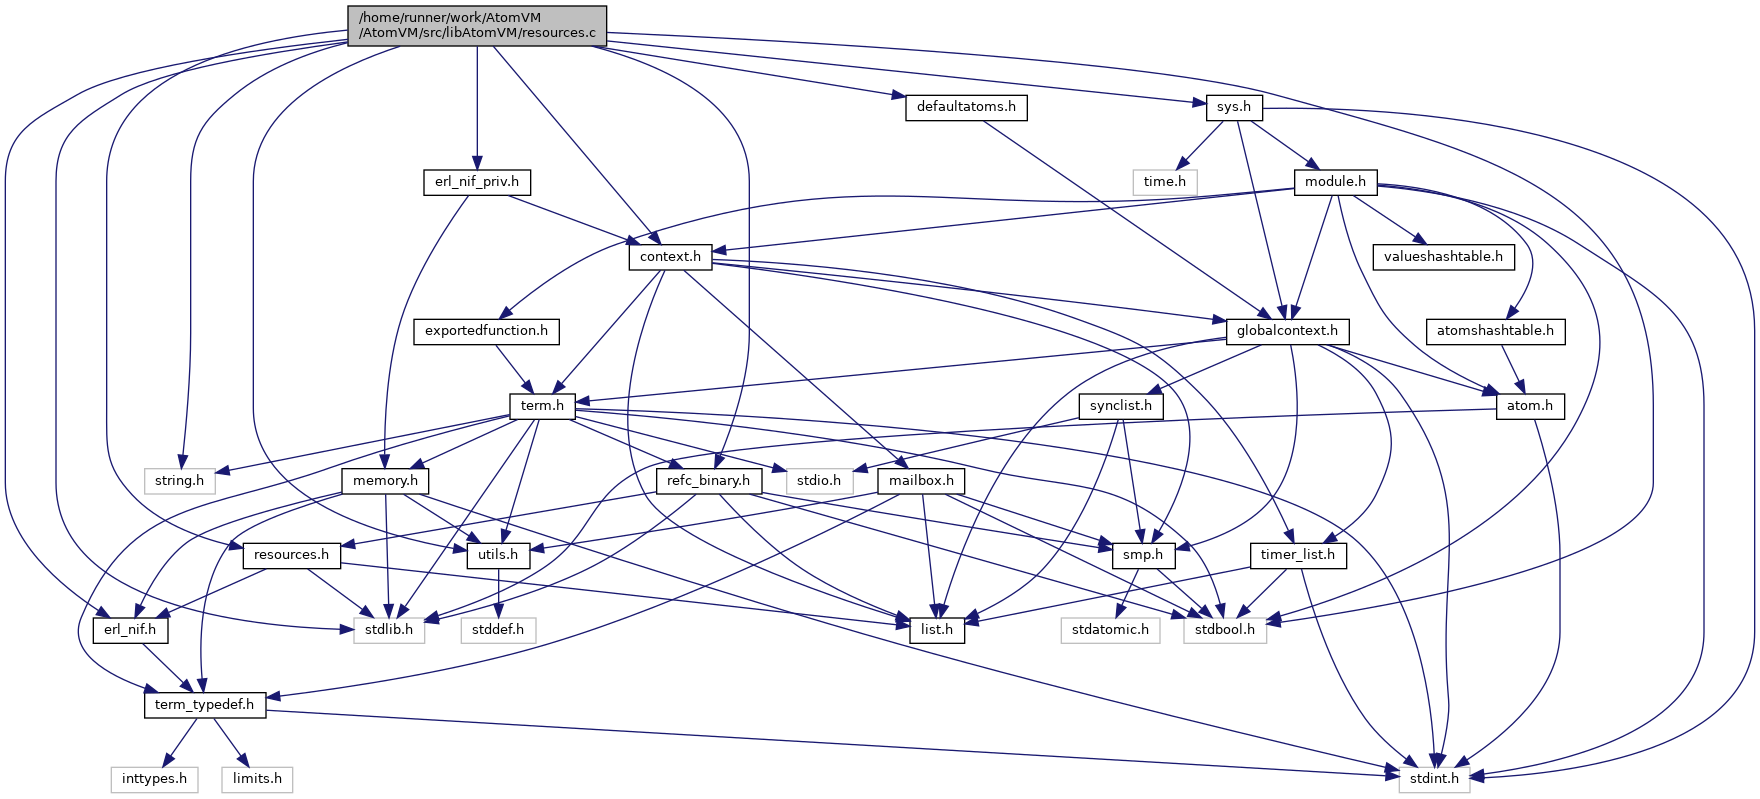 /home/runner/work/AtomVM
/AtomVM/src/libAtomVM/resources.c
defaultatoms.h
sys.h
erl_nif_priv.h
time.h
module.h
context.h
valueshashtable.h
exportedfunction.h
globalcontext.h
atomshashtable.h
term.h
synclist.h
atom.h
string.h
memory.h
refc_binary.h
stdio.h
mailbox.h
resources.h
utils.h
smp.h
timer_list.h
erl_nif.h
stdlib.h
stddef.h
list.h
stdatomic.h
stdbool.h
term_typedef.h
inttypes.h
limits.h
stdint.h